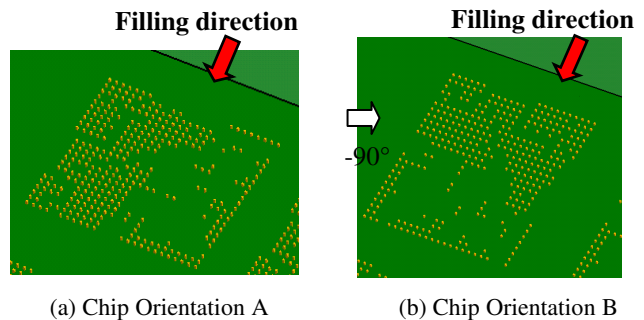 Filling direction
Filling direction
-90°
(a) Chip Orientation A
(b) Chip Orientation B